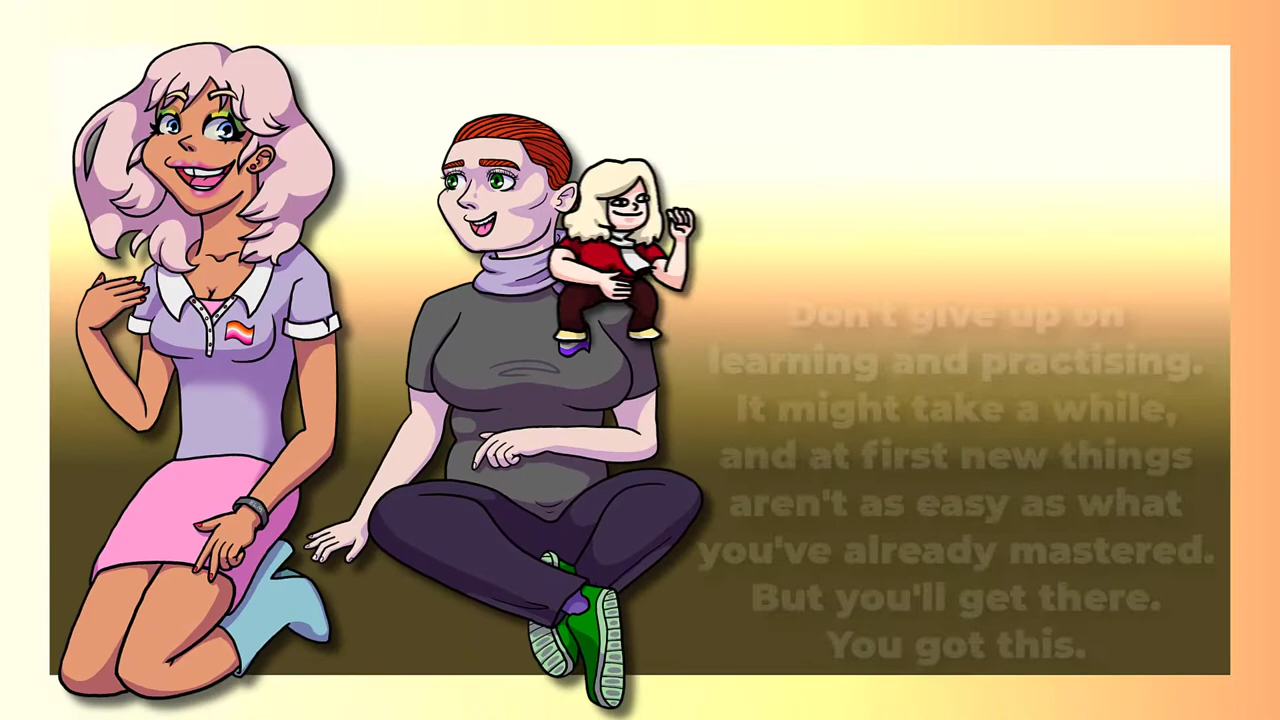 Don't give up on
learning and practising.
It might take a while,
and at first new things
aren't as easy as what
you've already mastered.
But you'll get there.
You got this.